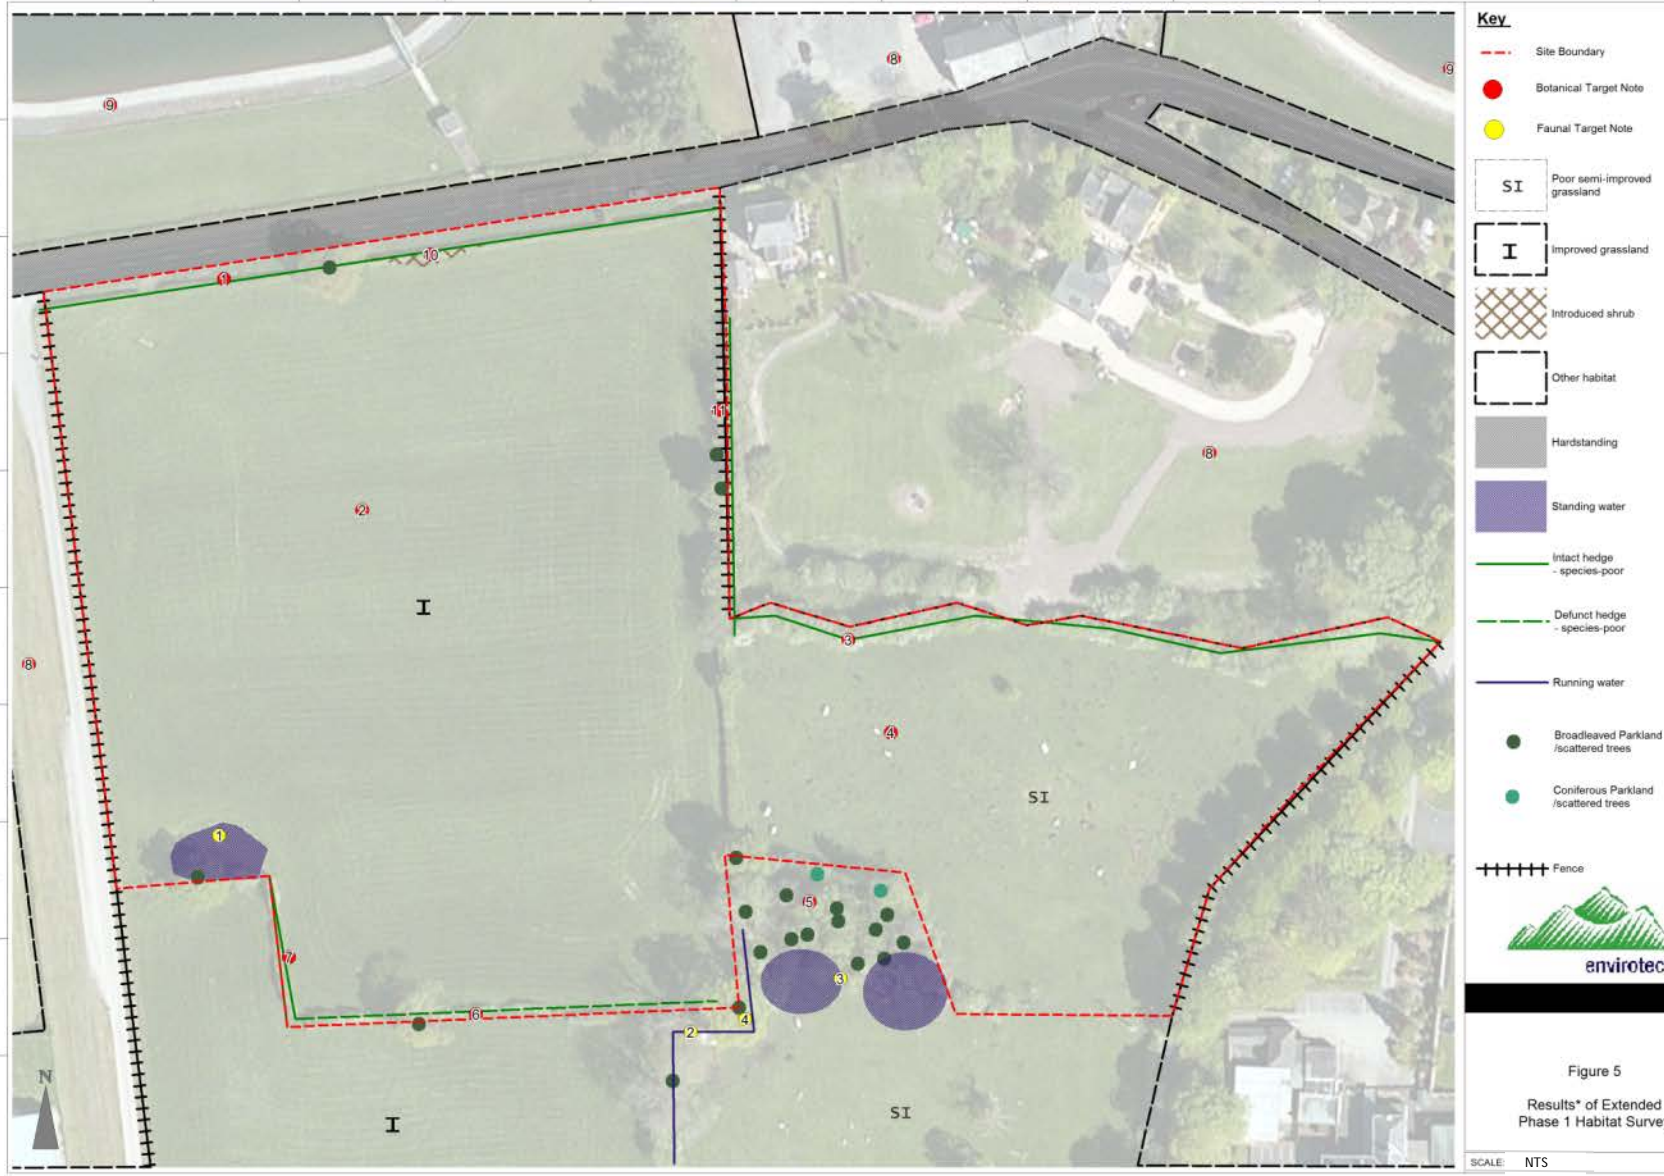 8
9
9
10
1
11
8
2
I
3
8
4
SI
1
5
7
3
6
4
2
N
SI
I
Key
Site Boundary
Botanical Target Note
Faunal Target Note
SI
Poor semi-improved
grassland
I
Improved grassland
Introduced shrub
Other habitat
Hardstanding
Standing water
Intact hedge
- species-poor
Defunct hedge
- species-poor
Running water
Broadleaved Parkland
/scattered trees
Coniferous Parkland
/scattered trees
Fence
envirotec
Figure 5
Results* of Extended
Phase 1 Habitat Surve
SCALE: NTS